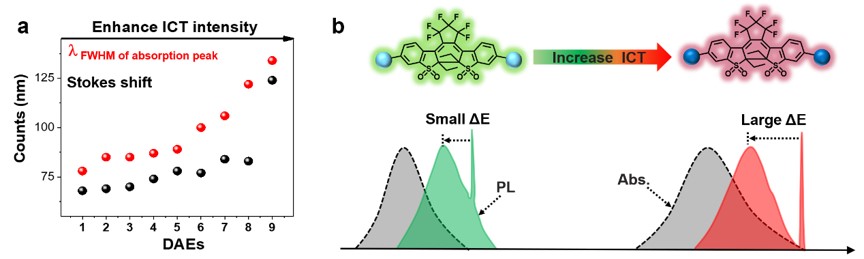 a
Enhance ICT intensity
λ FWHM of absorption peak
Stokes shift
Counts (nm)
125
100
75
1 2 3 4 5 6 7 8 9
DAEs
b
F F F F F F
S S
O O O O
Increase ICT
F F F F F F
S S
O O O O
Small ΔE
PL
Large ΔE
Abs.